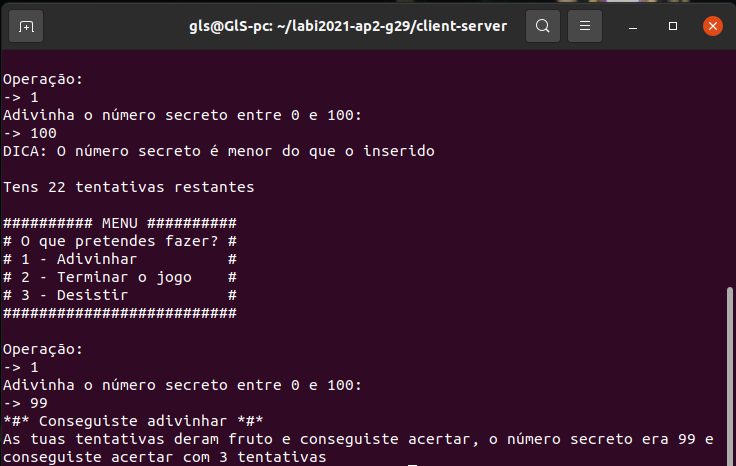 gls@GlS-pc: ~/labi2021-ap2-g29/client-server
Operação:
-> 1
Adivinha o número secreto entre 0 e 100:
-> 100
DICA: O número secreto é menor do que o inserido
Tens 22 tentativas restantes
########## MENU ##########
# O que pretendes fazer? #
# 1 - Adivinhar          #
# 2 - Terminar o jogo    #
# 3 - Desistir           #
##########################
Operação:
-> 1
Adivinha o número secreto entre 0 e 100:
-> 99
*#* Conseguiste adivinhar *#*
As tuas tentativas deram fruto e conseguiste acertar, o número secreto era 99 e
conseguiste acertar com 3 tentativas